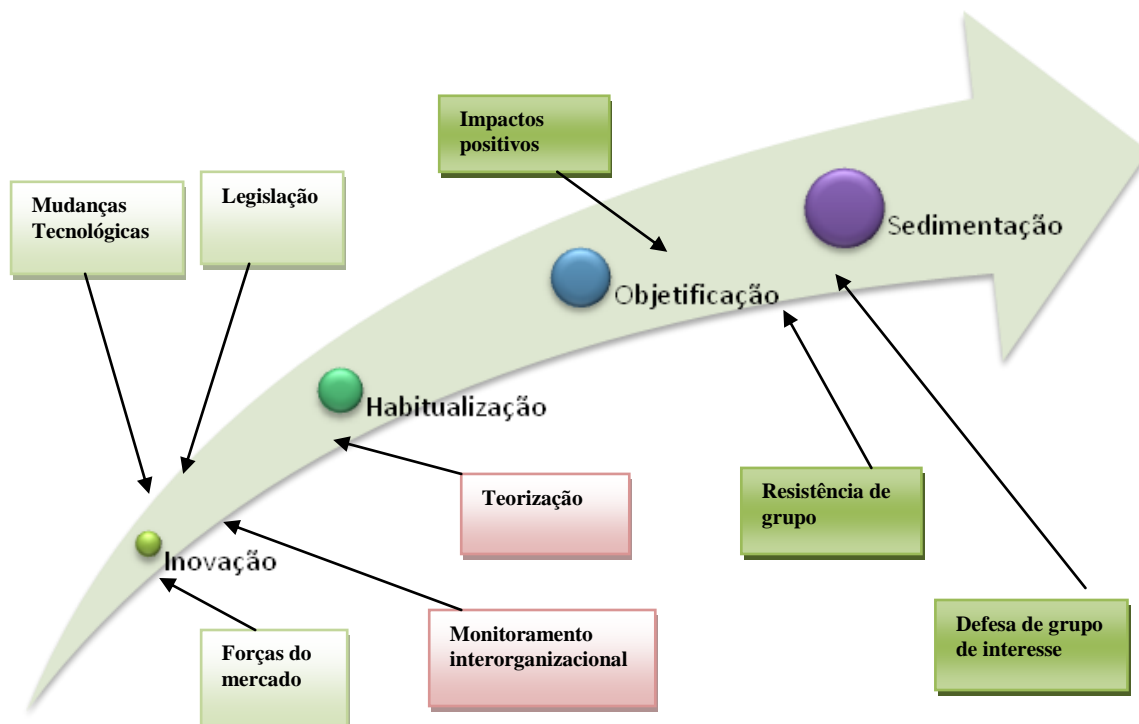 Impactos
positivos
Mudanças
Tecnológicas
Legislação
Sedimentação
Objetificação
Habitualização
Teorização
Resistência de
grupo
Inovação
Forças do
mercado
Monitoramento
interorganizacional
Defesa de grupo
de interesse